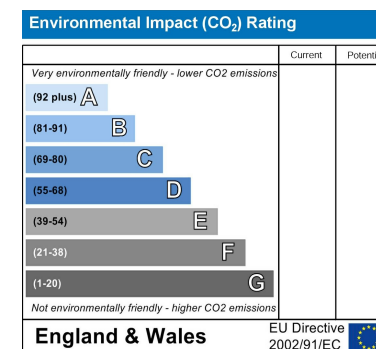 Environmental Impact (CO₂) Rating
Current Potenti
Very environmentally friendly - lower CO2 emissions
(92 plus) A
(81-91) B
(69-80) C
(55-68) D
(39-54) E
(21-38) F
(1-20) G
Not environmentally friendly - higher CO2 emissions
England & Wales
EU Directive
2002/91/EC